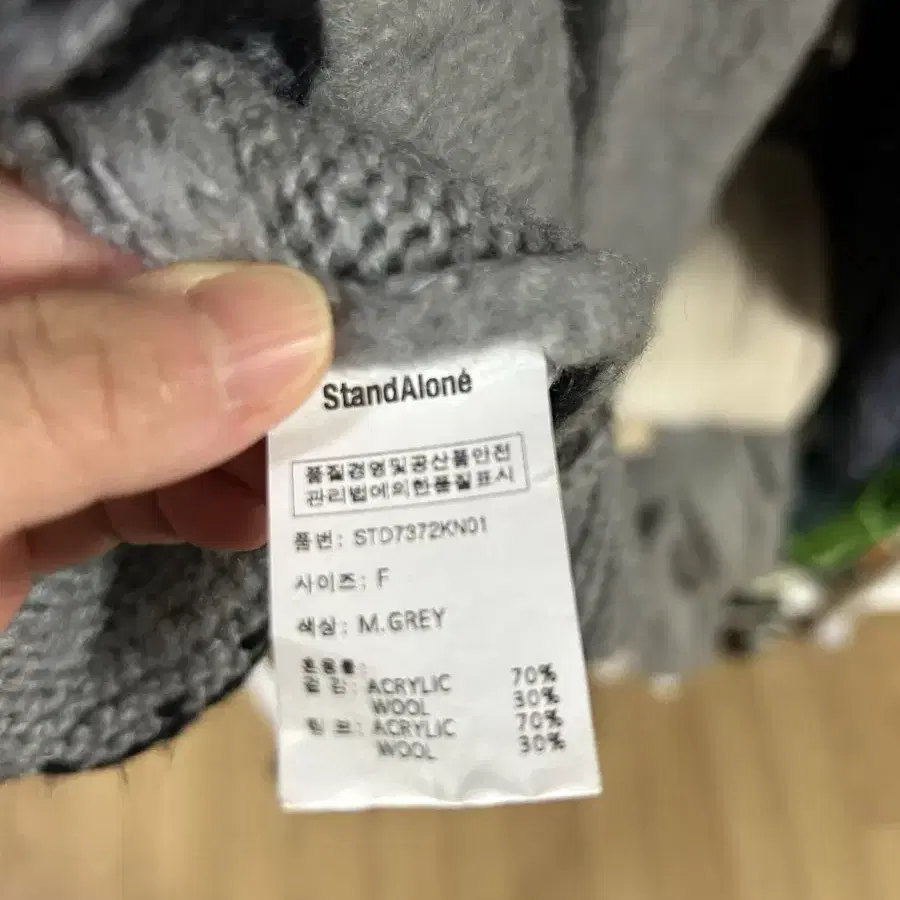 StandAloné
품질경영및공산품안전
관리법에의한품질표시
품번: STD7372KN01
사이즈: F
색상: M.GREY
혼용률:
겉 감: ACRYLIC 70%
WOOL 30%
립 브: ACRYLIC 70%
WOOL 30%